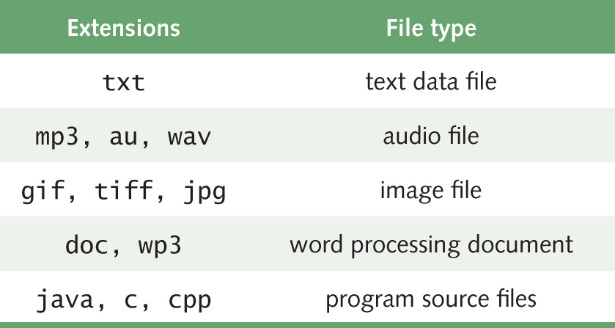 Extensions File type
txt text data file
mp3, au, wav audio file
gif, tiff, jpg image file
doc, wp3 word processing document
java, c, cpp program source files